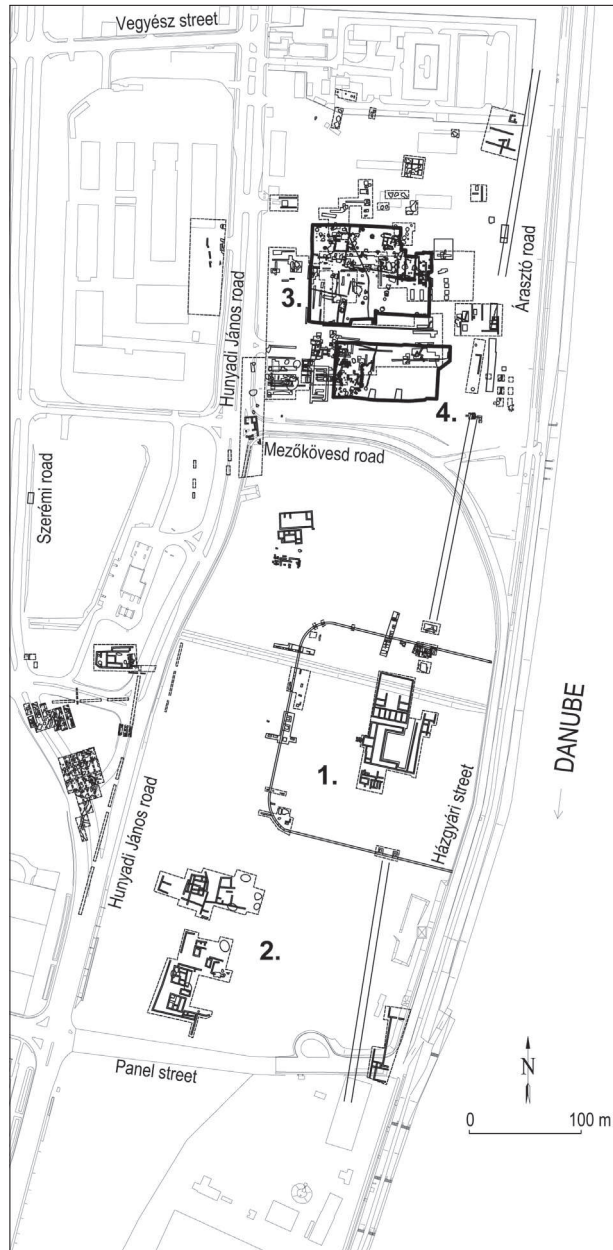 Vegyész street
Hunyadi János road
Árasztó road
3.
4.
Szerémi road
Mezőkövesd road
DANUBE
1.
Házgyári street
Hunyadi János road
2.
Panel street
N
0 100 m